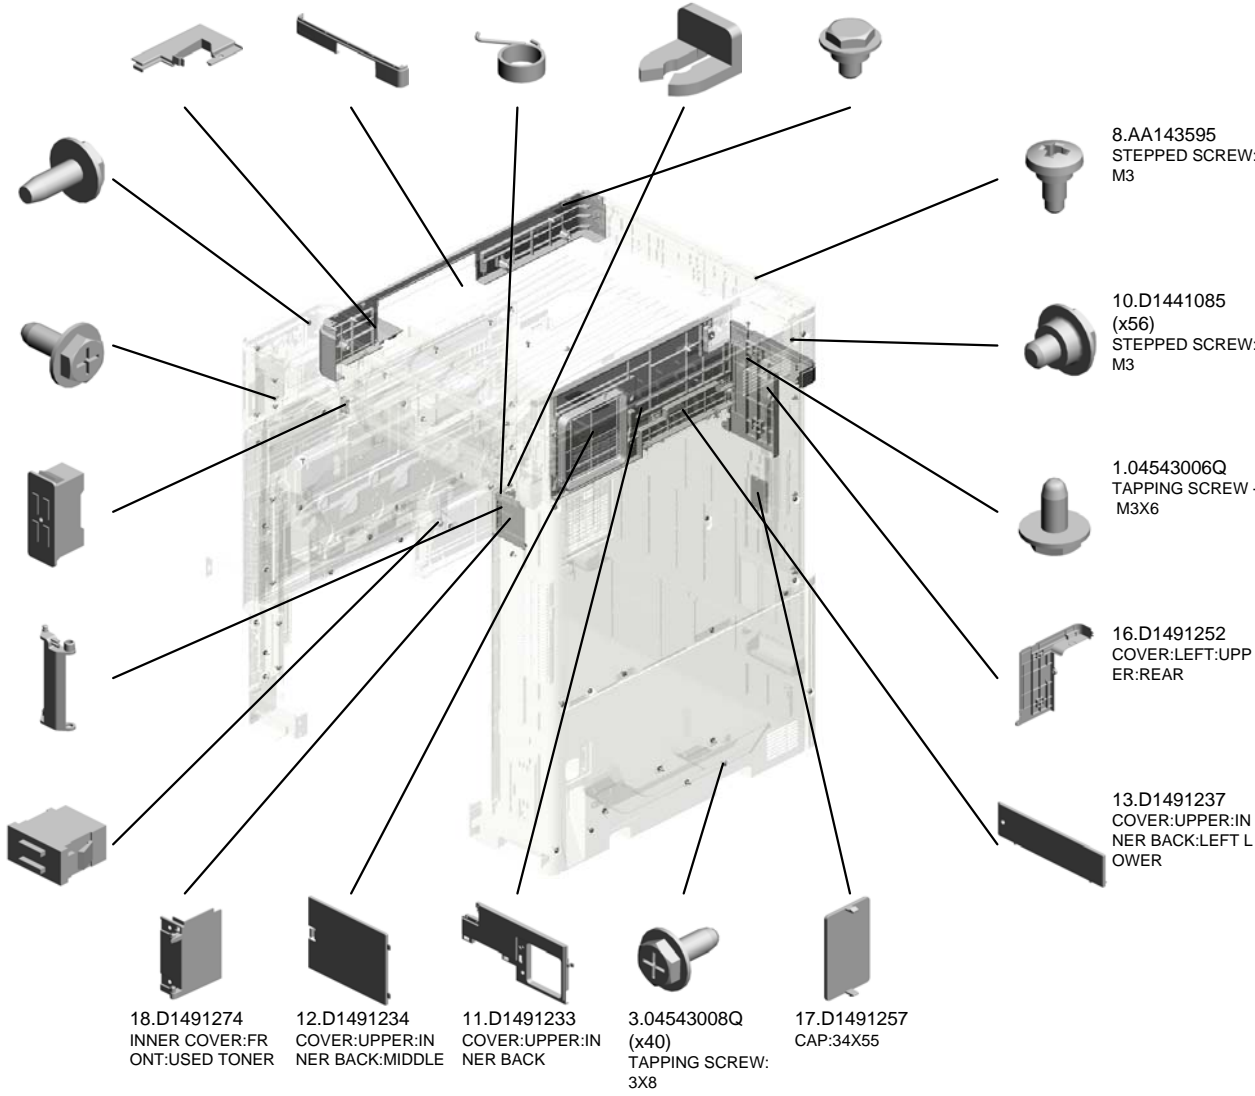 8.AA143595
STEPPED SCREW:
M3
10.D1441085
(x56)
STEPPED SCREW:
M3
1.04543006Q
TAPPING SCREW -
M3X6
16.D1491252
COVER:LEFT:UPP
ER:REAR
13.D1491237
COVER:UPPER:IN
NER BACK:LEFT L
OWER
18.D1491274
INNER COVER:FR
ONT:USED TONER
12.D1491234
COVER:UPPER:IN
NER BACK:MIDDLE
11.D1491233
COVER:UPPER:IN
NER BACK
3.04543008Q
(x40)
TAPPING SCREW:
3X8
17.D1491257
CAP:34X55